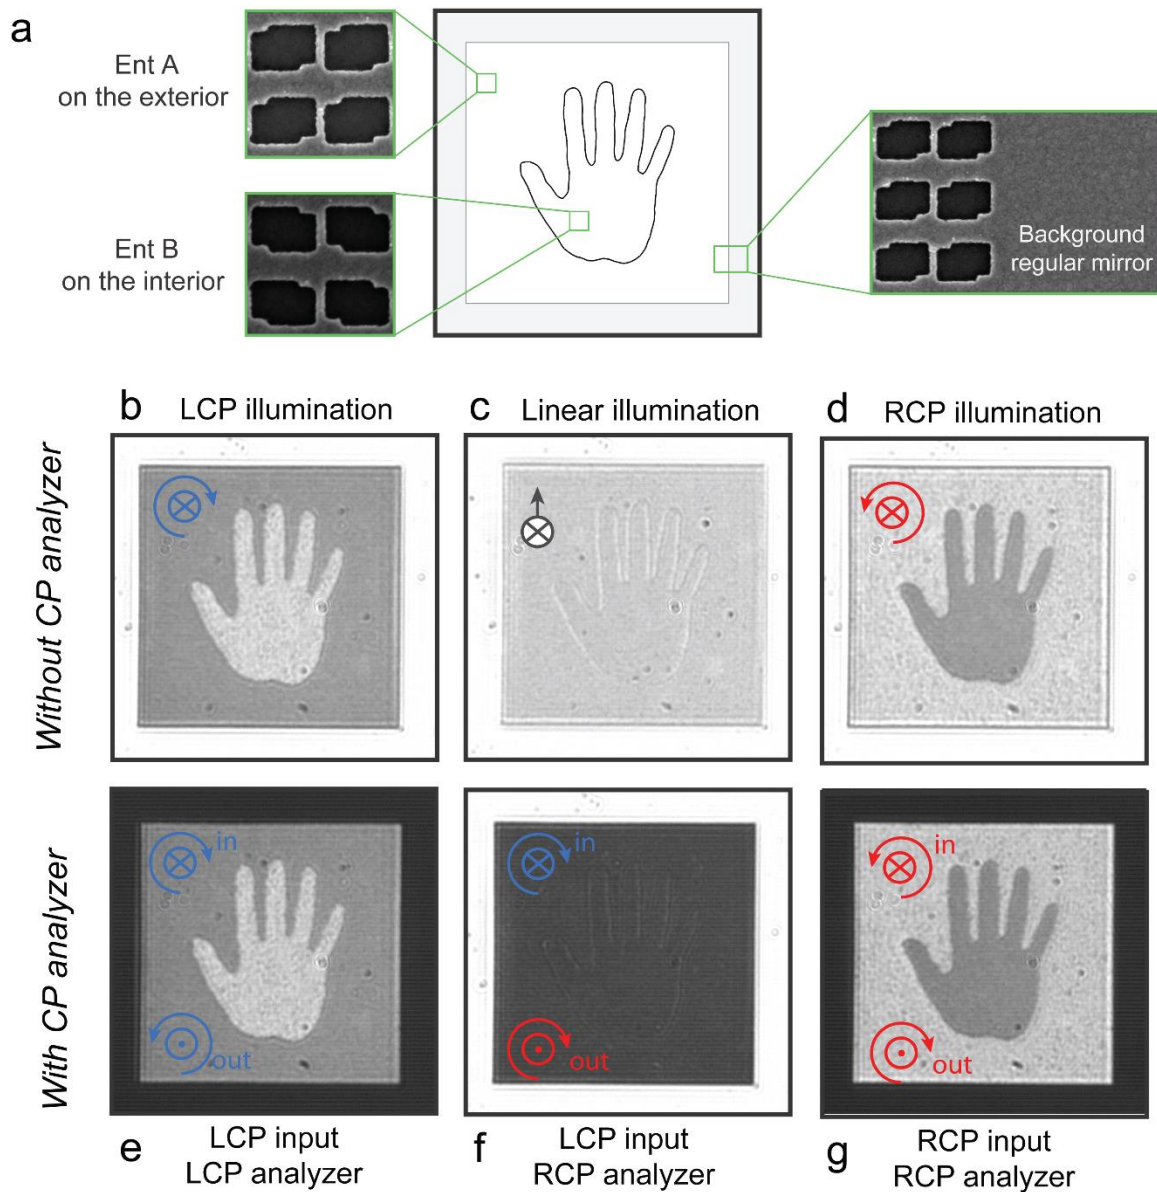 a
Ent A
on the exterior
Ent B
on the interior
Background
regular mirror
b LCP illumination
c Linear illumination
d RCP illumination
Without CP analyzer
With CP analyzer
in
out
in
out
in
out
e LCP input
LCP analyzer
f LCP input
RCP analyzer
g RCP input
RCP analyzer